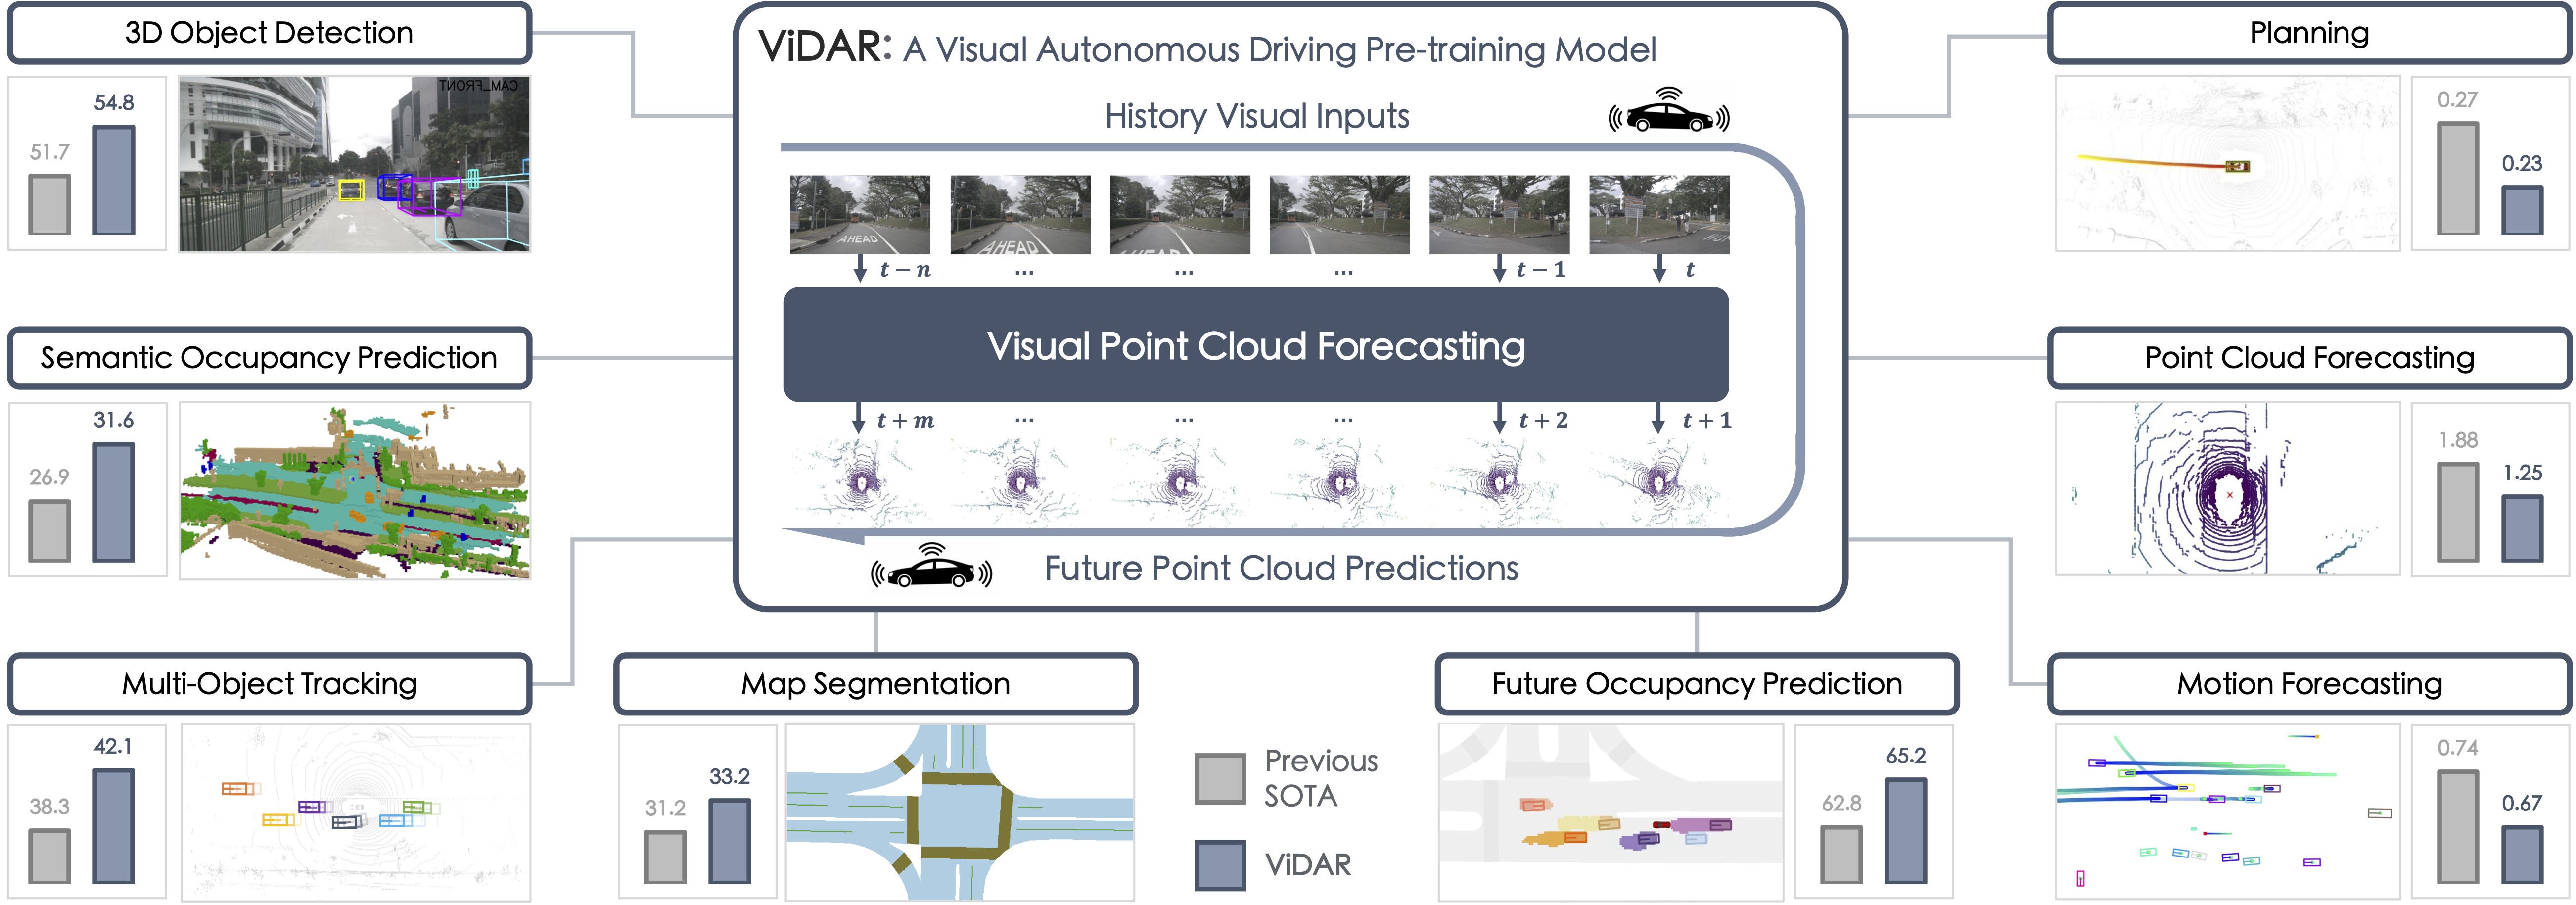 3D Object Detection
51.7
54.8
CAM_FRONT
Semantic Occupancy Prediction
26.9
31.6
Multi-Object Tracking
38.3
42.1
ViDAR: A Visual Autonomous Driving Pre-training Model
History Visual Inputs
AHEAD
AHEAD
AHEAD
t − n
...
...
...
t − 1
t
Visual Point Cloud Forecasting
t + m
...
...
...
t + 2
t + 1
Future Point Cloud Predictions
Map Segmentation
31.2
33.2
Previous
SOTA
ViDAR
Future Occupancy Prediction
62.8
65.2
Planning
0.27
0.23
Point Cloud Forecasting
1.88
1.25
Motion Forecasting
0.74
0.67